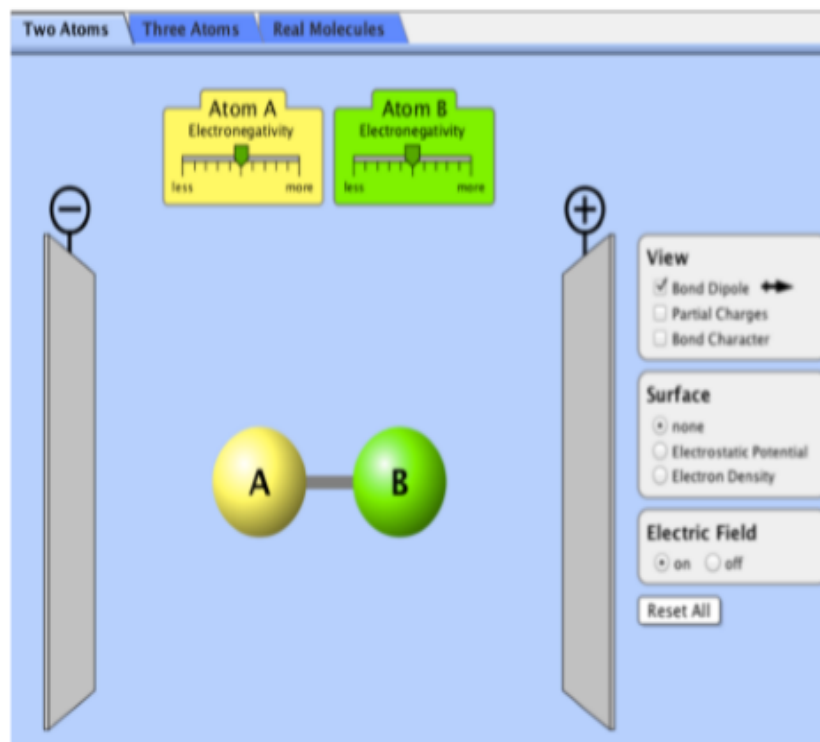 Two Atoms Three Atoms Real Molecules
Atom A
Electronegativity
less more
Atom B
Electronegativity
less more
−
+
A
B
View
Bond Dipole
Partial Charges
Bond Character
Surface
none
Electrostatic Potential
Electron Density
Electric Field
on off
Reset All